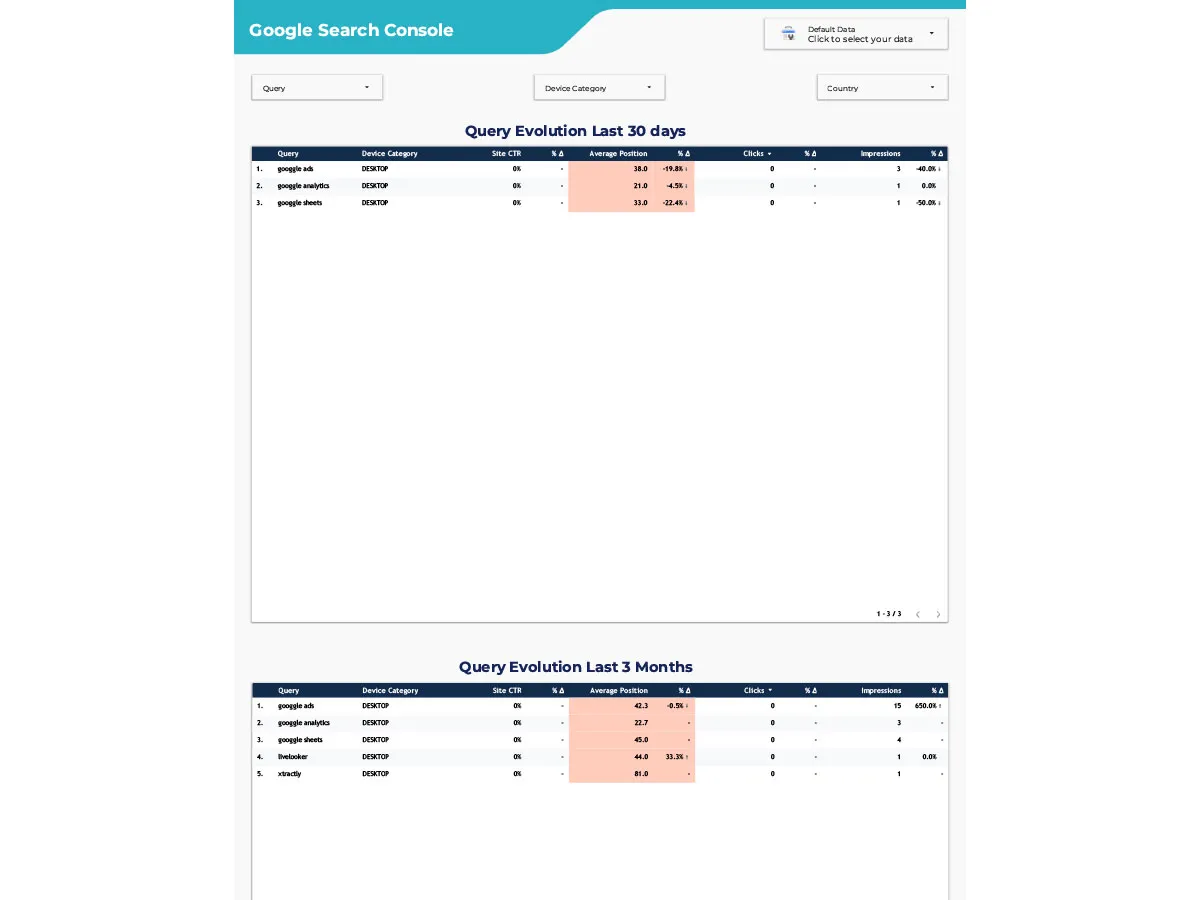 Google Search Console
Default Data
Click to select your data
Query
Device Category
Country
Query Evolution Last 30 days
Query Device Category Site CTR % Δ Average Position % Δ Clicks % Δ Impressions % Δ
1. googgle ads DESKTOP 0% - 38.0 -19.8% 0 - 3 -40.0%
2. googgle analytics DESKTOP 0% - 21.0 -4.5% 0 - 1 0.0%
3. googgle sheets DESKTOP 0% - 33.0 -22.4% 0 - 1 -50.0%
1 - 3 / 3
Query Evolution Last 3 Months
Query Device Category Site CTR % Δ Average Position % Δ Clicks % Δ Impressions % Δ
1. googgle ads DESKTOP 0% - 42.3 -0.5% 0 - 15 650.0%
2. googgle analytics DESKTOP 0% - 22.7 - 0 - 3 -
3. googgle sheets DESKTOP 0% - 45.0 - 0 - 4 -
4. livelooker DESKTOP 0% - 44.0 33.3% 0 - 1 0.0%
5. xtractly DESKTOP 0% - 81.0 - 0 - 1 -